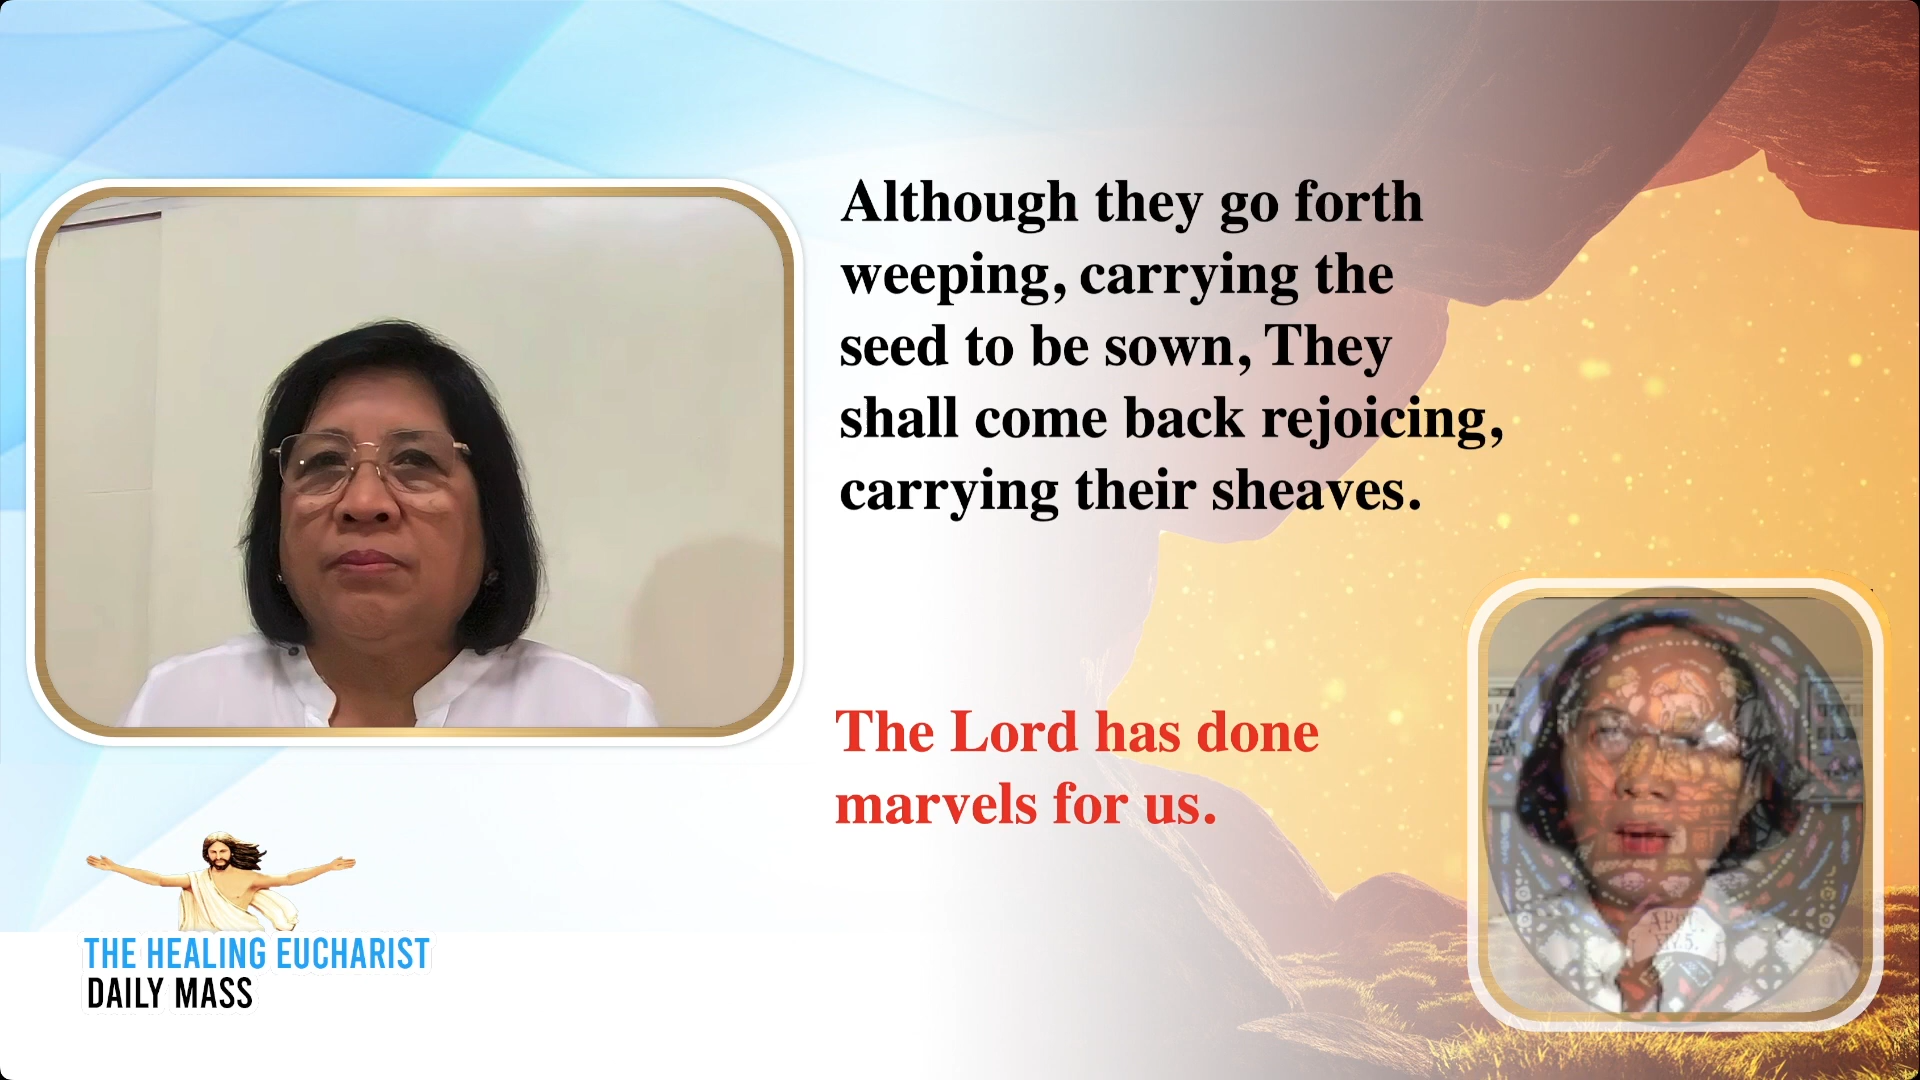 Although they go forth
weeping, carrying the
seed to be sown, They
shall come back rejoicing,
carrying their sheaves.
The Lord has done
marvels for us.
THE HEALING EUCHARIST
DAILY MASS